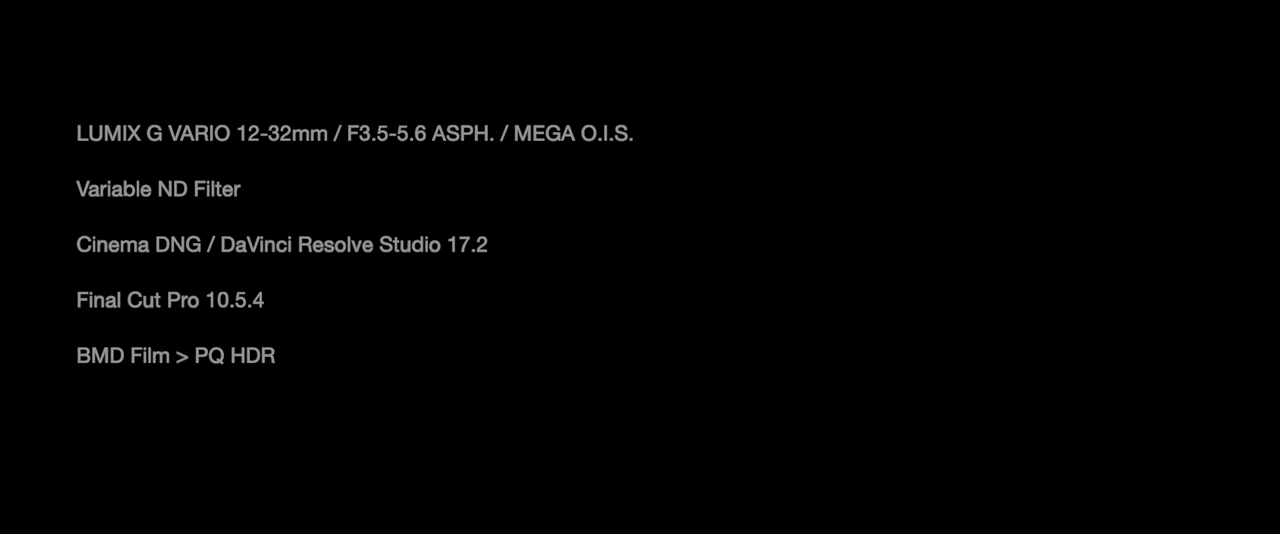 LUMIX G VARIO 12-32mm / F3.5-5.6 ASPH. / MEGA O.I.S.
Variable ND Filter
Cinema DNG / DaVinci Resolve Studio 17.2
Final Cut Pro 10.5.4
BMD Film > PQ HDR